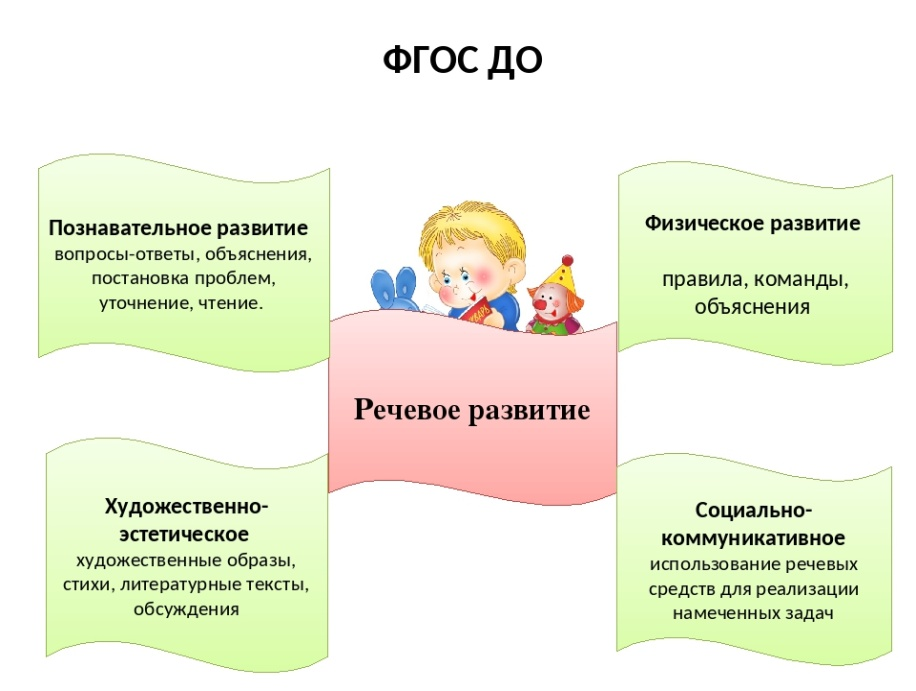 ФГОС ДО
Познавательное развитие
вопросы-ответы, объяснения,
постановка проблем,
уточнение, чтение.
Физическое развитие
правила, команды,
объяснения
Речевое развитие
Художественно-
эстетическое
художественные образы,
стихи, литературные тексты,
обсуждения
Социально-
коммуникативное
использование речевых
средств для реализации
намеченных задач